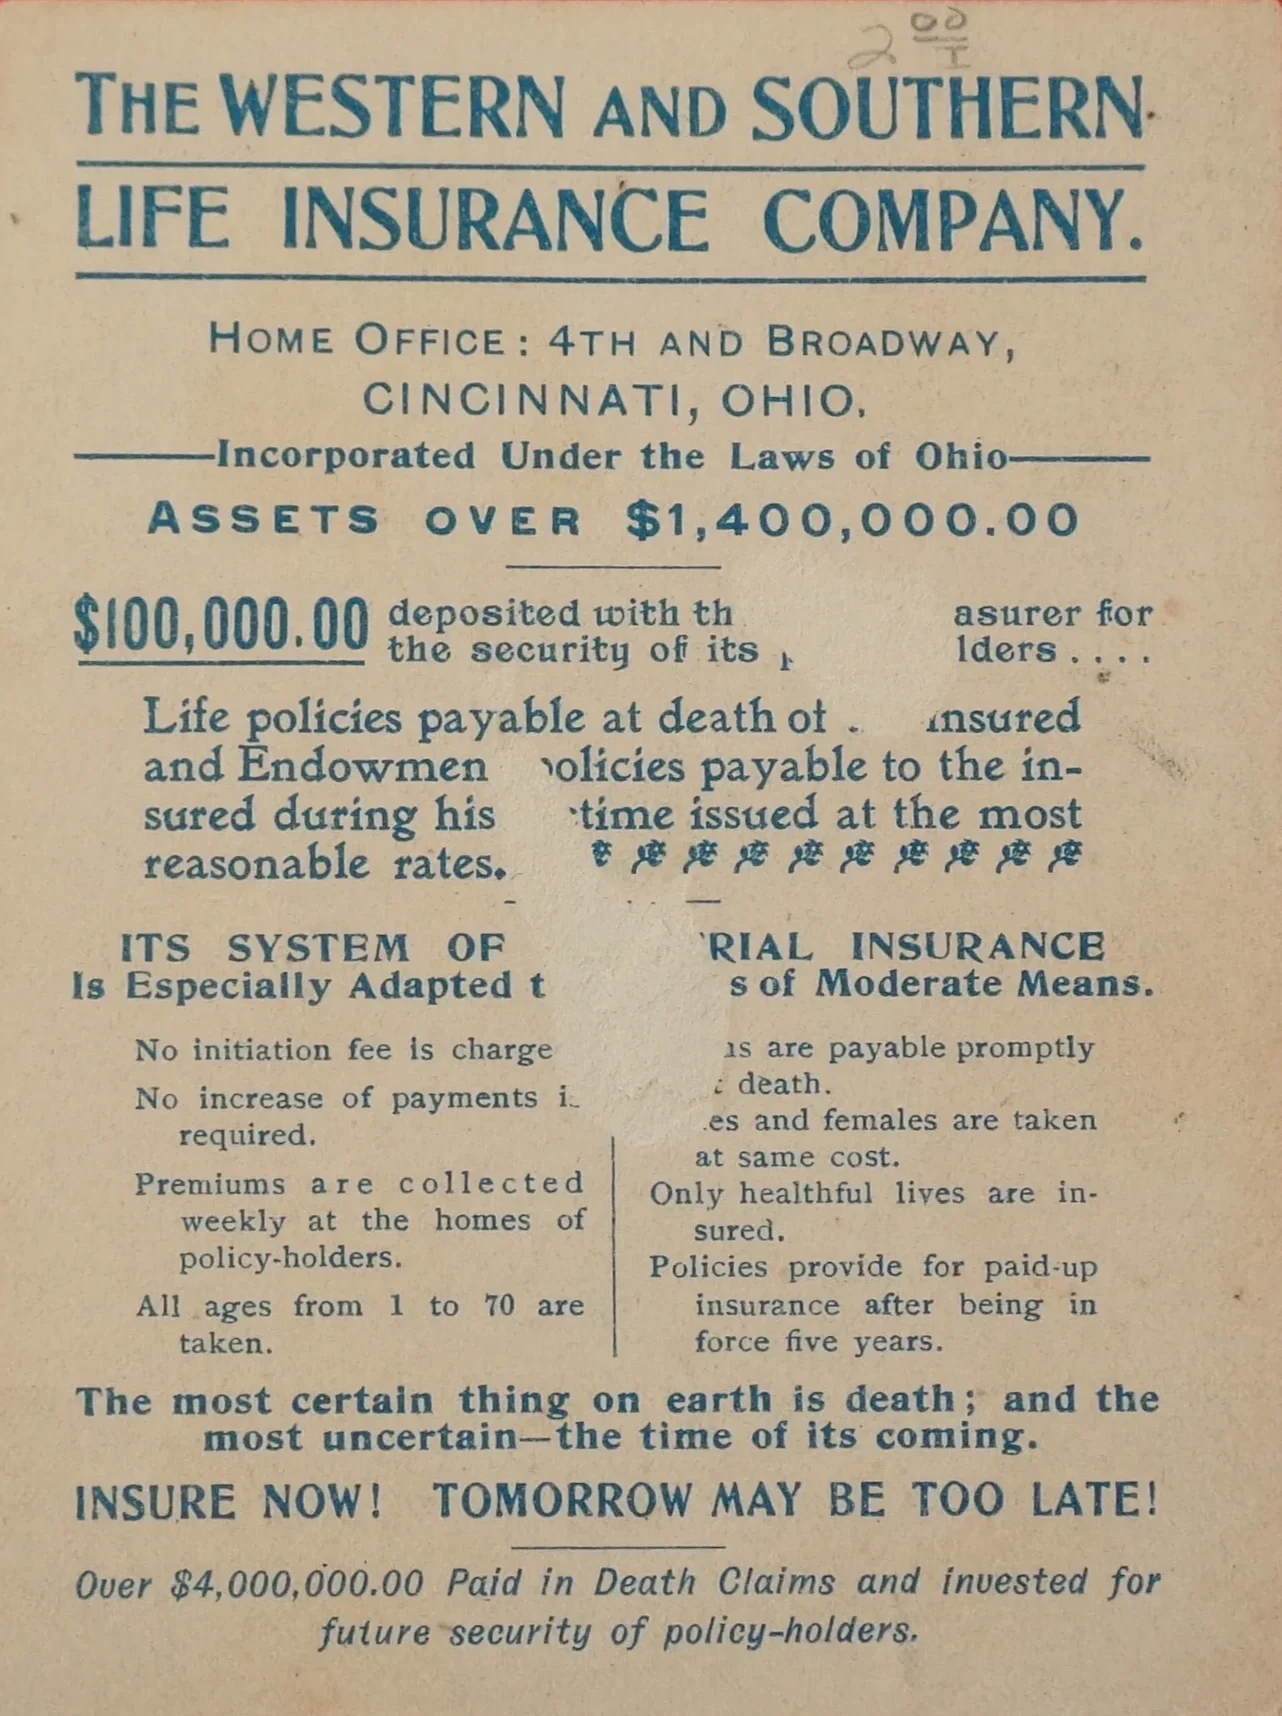 2 00
I
THE WESTERN AND SOUTHERN
LIFE INSURANCE COMPANY.
HOME OFFICE: 4TH AND BROADWAY,
CINCINNATI, OHIO.
Incorporated Under the Laws of Ohio
ASSETS OVER $1,400,000.00
$100,000.00 deposited with th asurer for
the security of its lders ....
Life policies payable at death of insured
and Endowmen olicies payable to the in-
sured during his time issued at the most
reasonable rates.
ITS SYSTEM OF RIAL INSURANCE
Is Especially Adapted t s of Moderate Means.
No initiation fee is charge
No increase of payments i
required.
Premiums are collected
weekly at the homes of
policy-holders.
All ages from 1 to 70 are
taken.
s are payable promptly
death.
es and females are taken
at same cost.
Only healthful lives are in-
sured.
Policies provide for paid-up
insurance after being in
force five years.
The most certain thing on earth is death; and the
most uncertain—the time of its coming.
INSURE NOW! TOMORROW MAY BE TOO LATE!
Over $4,000,000.00 Paid in Death Claims and invested for
future security of policy-holders.